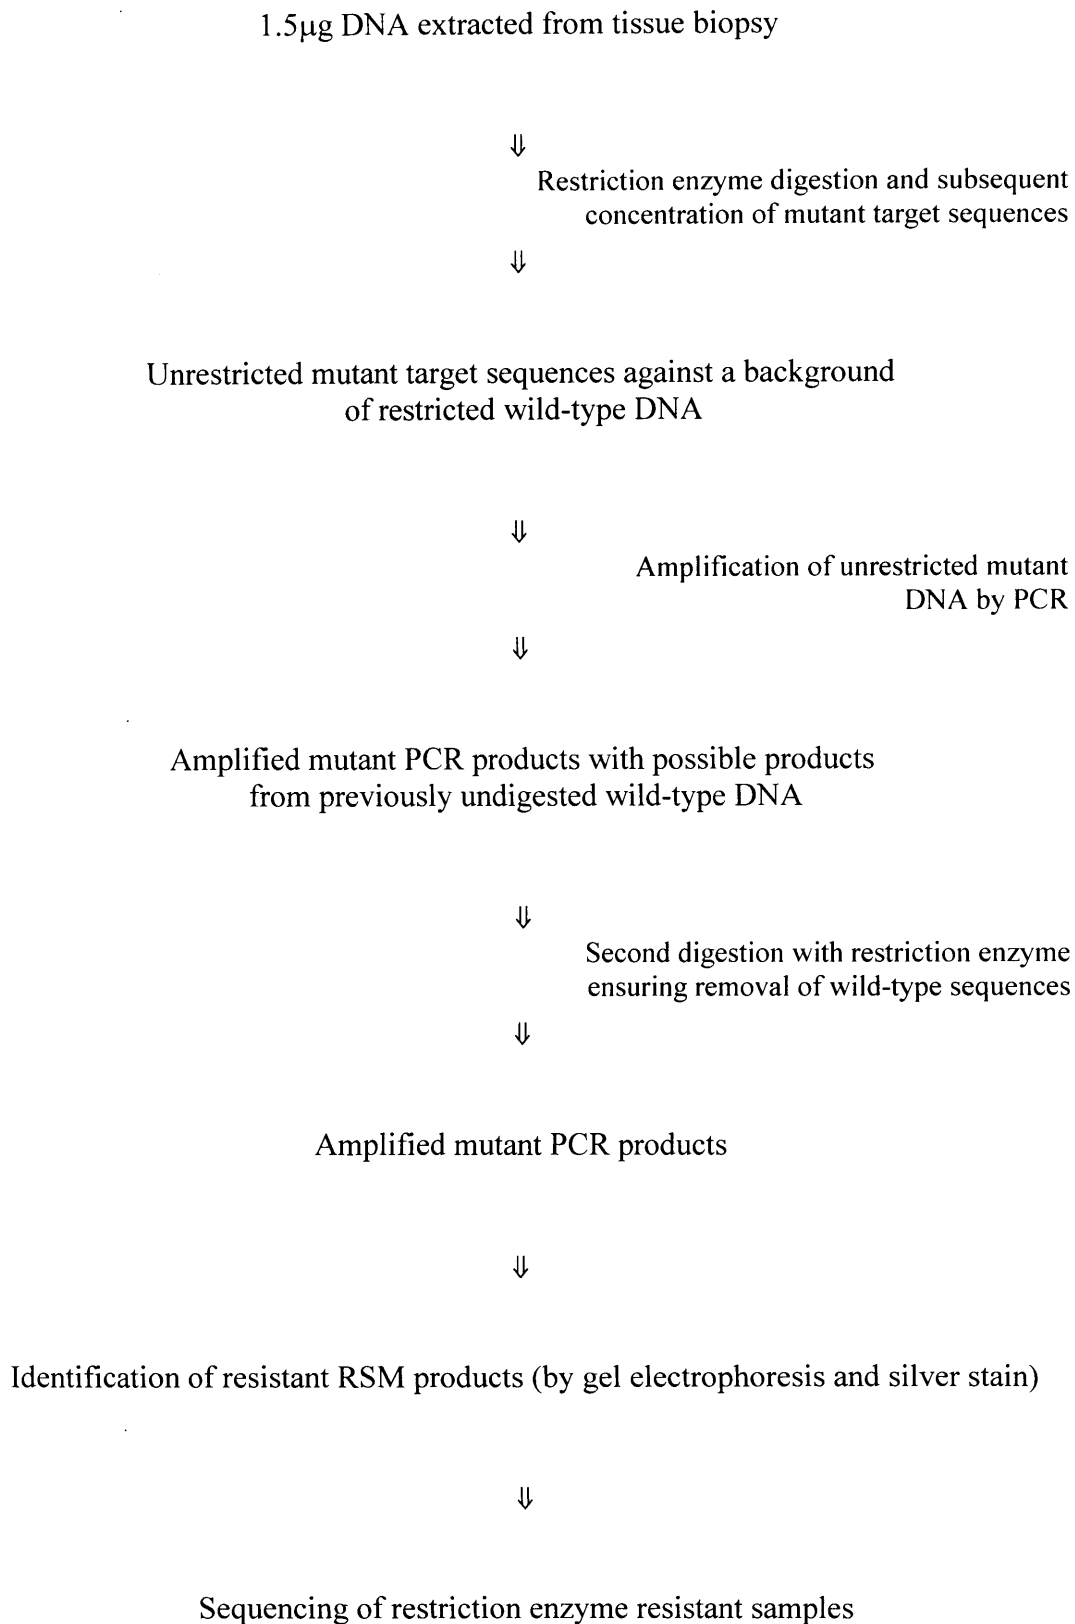 1.5µg DNA extracted from tissue biopsy
⇓
Restriction enzyme digestion and subsequent
concentration of mutant target sequences
⇓
Unrestricted mutant target sequences against a background
of restricted wild-type DNA
⇓
Amplification of unrestricted mutant
DNA by PCR
⇓
Amplified mutant PCR products with possible products
from previously undigested wild-type DNA
⇓
Second digestion with restriction enzyme
ensuring removal of wild-type sequences
⇓
Amplified mutant PCR products
⇓
Identification of resistant RSM products (by gel electrophoresis and silver stain)
⇓
Sequencing of restriction enzyme resistant samples